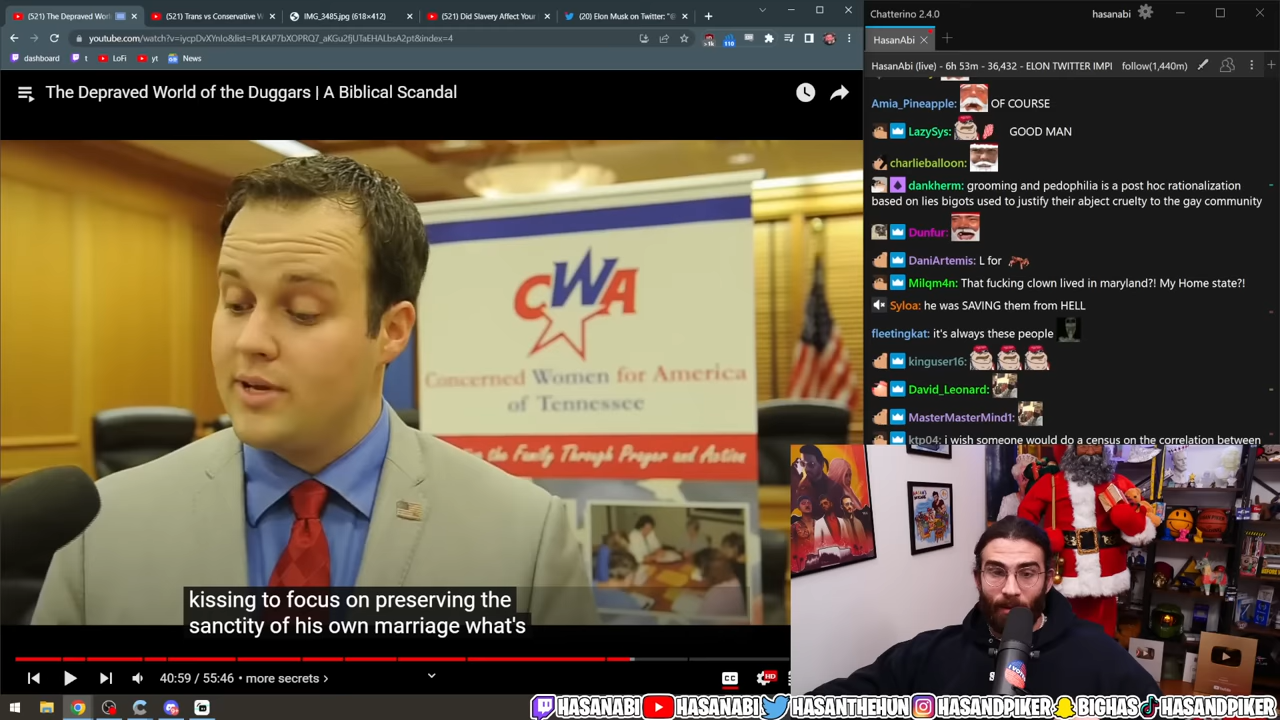 (521) The Depraved Worl
(521) Trans vs Conservative W
IMG_3485.jpg (618×412)
(521) Did Slavery Affect Your
(20) Elon Musk on Twitter: "
youtube.com/watch?v=iycpDvXYnIo&list=PLKAP7bXOPRQ7_aKGu2fjUTaEHALbsA2pt&index=4
dashboard
t
LoFi
yt
News
The Depraved World of the Duggars | A Biblical Scandal
CWA
Concerned Women for America
of Tennessee
the Family Through Prayer and Action
kissing to focus on preserving the
sanctity of his own marriage what's
40:59 / 55:46 • more secrets >
CC
HD
Chatterino 2.4.0
hasanabi
HasanAbi
HasanAbi (live) - 6h 53m - 36,432 - ELON TWITTER IMPI
follow(1,440m)
Amia_Pineapple: OF COURSE
LazySys: GOOD MAN
charlieballoon:
dankherm: grooming and pedophilia is a post hoc rationalization
based on lies bigots used to justify their abject cruelty to the gay community
Dunfur:
DaniArtemis: L for
Milqm4n: That fucking clown lived in maryland?! My Home state?!
Syloa: he was SAVING them from HELL
fleetingkat: it's always these people
kinguser16:
David_Leonard:
MasterMasterMind1:
ktp04: i wish someone would do a census on the correlation between
HASANABI
HASANABI
HASANTHEHUN
HASANDPIKER
BIGHAS
HASANDPIKER